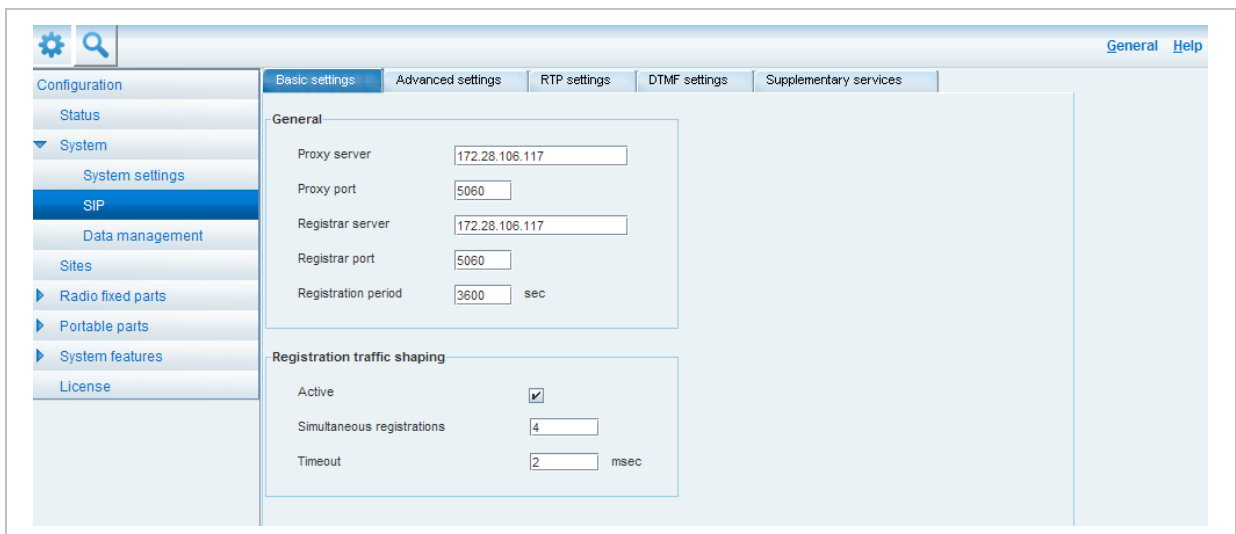 General Help
Configuration
Status
System
System settings
SIP
Data management
Sites
Radio fixed parts
Portable parts
System features
License
Basic settings Advanced settings RTP settings DTMF settings Supplementary services
General
Proxy server 172.28.106.117
Proxy port 5060
Registrar server 172.28.106.117
Registrar port 5060
Registration period 3600 sec
Registration traffic shaping
Active
Simultaneous registrations 4
Timeout 2 msec